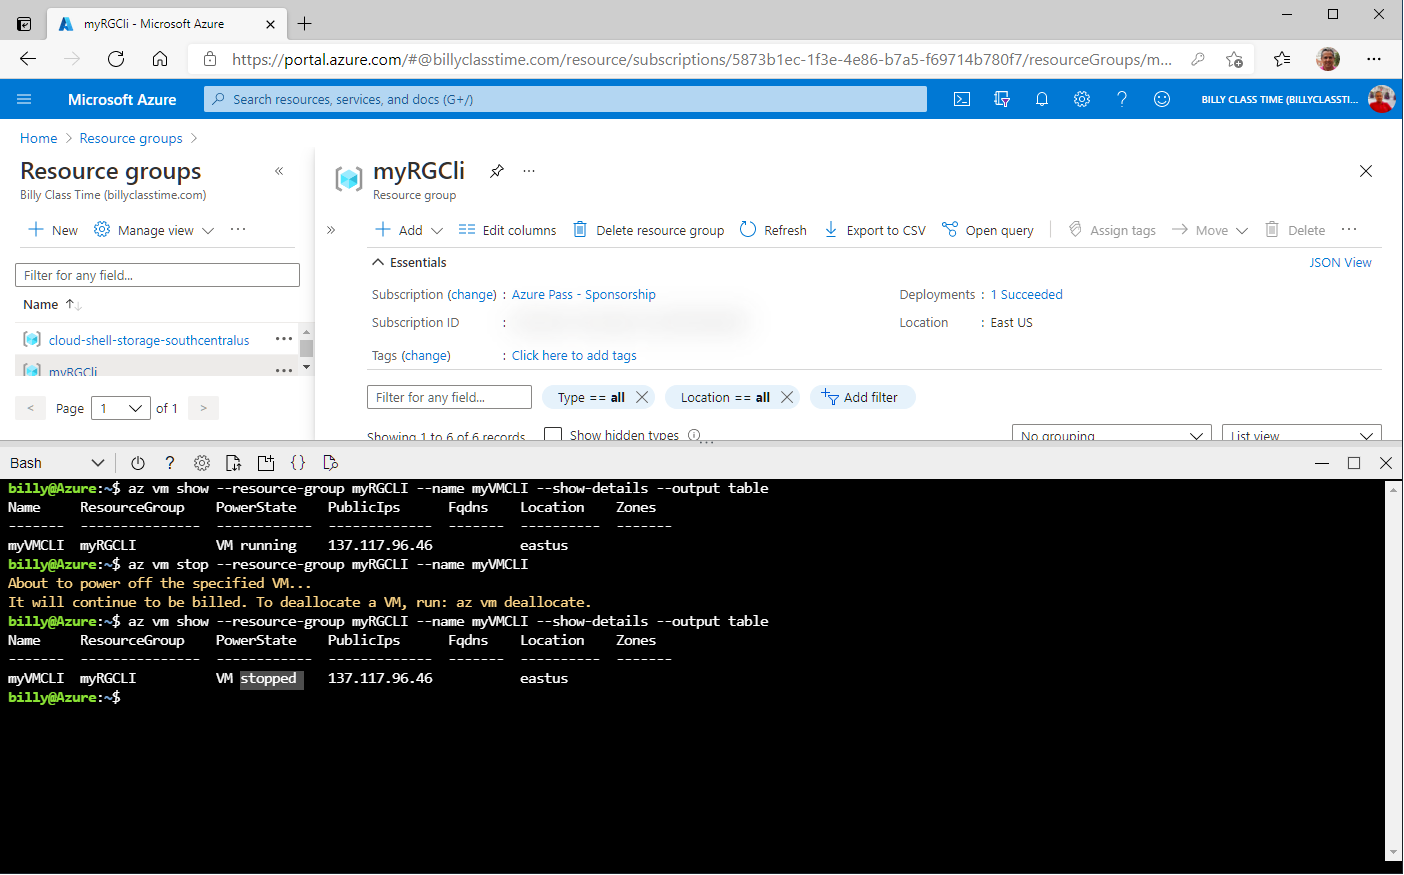 myRGCli - Microsoft Azure
https://portal.azure.com/#@billyclasstime.com/resource/subscriptions/5873b1ec-1f3e-4e86-b7a5-f69714b780f7/resourceGroups/m...
Microsoft Azure
Search resources, services, and docs (G+/)
BILLY CLASS TIME (BILLYCLASSTI...
Home > Resource groups >
Resource groups
Billy Class Time (billyclasstime.com)
New Manage view ...
Filter for any field...
Name
cloud-shell-storage-southcentralus ...
myRGCli ...
< Page 1 of 1 >
myRGCli ...
Resource group
Add Edit columns Delete resource group Refresh Export to CSV Open query Assign tags Move Delete ...
Essentials
JSON View
Subscription (change) : Azure Pass - Sponsorship
Deployments : 1 Succeeded
Subscription ID :
Location : East US
Tags (change) : Click here to add tags
Filter for any field... Type == all Location == all Add filter
Showing 1 to 6 of 6 records. Show hidden types No grouping List view
Bash
billy@Azure:~$ az vm show --resource-group myRGCLI --name myVMCLI --show-details --output table
Name ResourceGroup PowerState PublicIps Fqdns Location Zones
------- --------------- ------------ ------------- ------- ---------- -------
myVMCLI myRGCLI VM running 137.117.96.46 eastus
billy@Azure:~$ az vm stop --resource-group myRGCLI --name myVMCLI
About to power off the specified VM...
It will continue to be billed. To deallocate a VM, run: az vm deallocate.
billy@Azure:~$ az vm show --resource-group myRGCLI --name myVMCLI --show-details --output table
Name ResourceGroup PowerState PublicIps Fqdns Location Zones
------- --------------- ------------ ------------- ------- ---------- -------
myVMCLI myRGCLI VM stopped 137.117.96.46 eastus
billy@Azure:~$